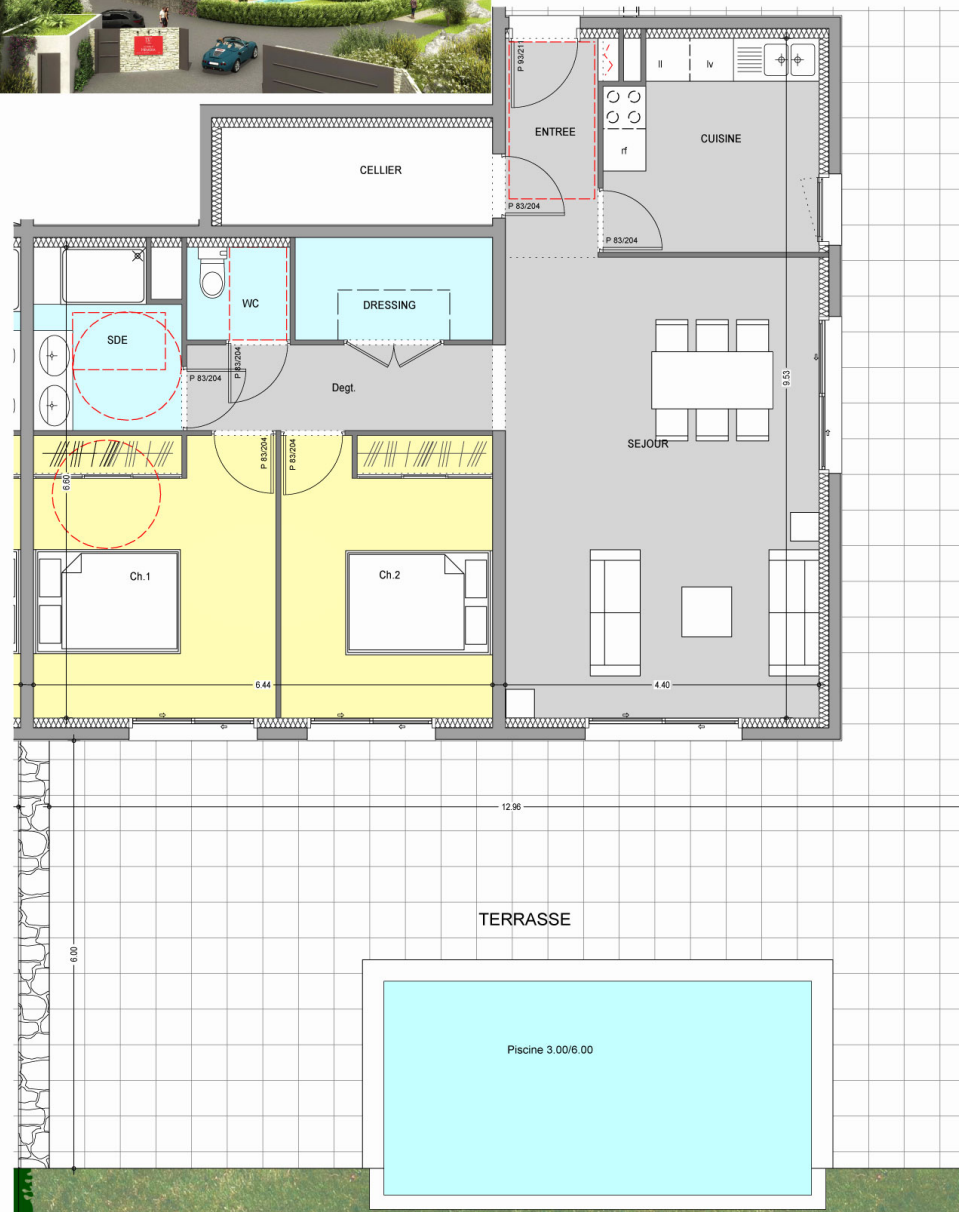 P 93/211
ll
lv
ENTREE
CUISINE
rf
CELLIER
P 83/204
P 83/204
WC
DRESSING
SDE
P 83/204
P 83/204
Degt.
9.53
SEJOUR
P 83/204
P 83/204
6.60
Ch.1
Ch.2
6.44
4.40
12.96
TERRASSE
6.00
Piscine 3.00/6.00